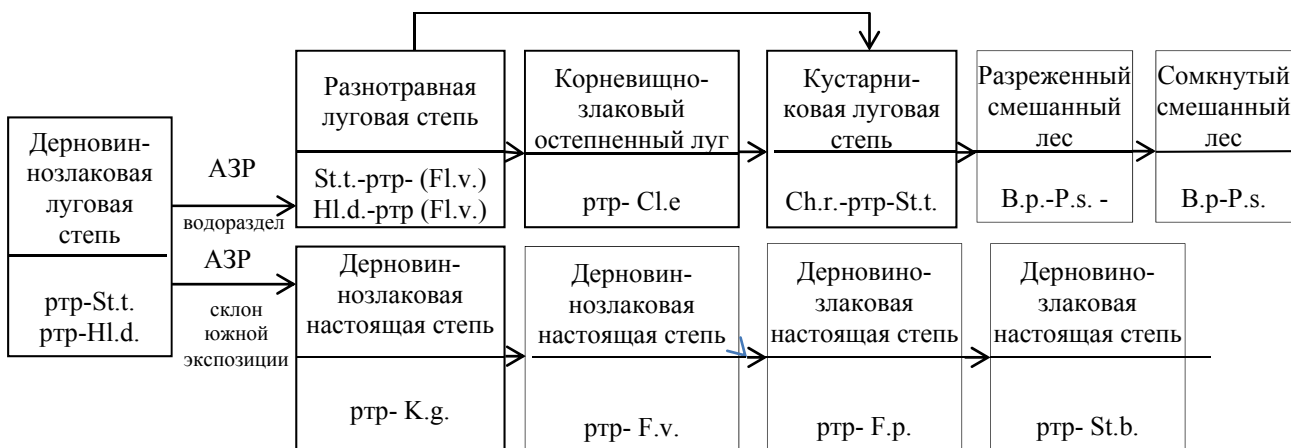 Дерновин-
нозлаковая
луговая
степь
ртр-St.t.
ртр-Hl.d.
АЗР
водораздел
Разнотравная
луговая степь
St.t.-ртр- (Fl.v.)
Hl.d.-ртр (Fl.v.)
Корневищно-
злаковый
остепненный луг
ртр- Cl.e
Кустарни-
ковая луговая
степь
Ch.r.-ртр-St.t.
Разреженный
смешанный
лес
B.p.-P.s. -
Сомкнутый
смешанный
лес
B.p-P.s.
АЗР
склон
южной
экспозиции
Дерновин-
нозлаковая
настоящая степь
ртр- K.g.
Дерновин-
нозлаковая
настоящая степь
ртр- F.v.
Дерновино-
злаковая
настоящая степь
ртр- F.p.
Дерновино-
злаковая
настоящая степь
ртр- St.b.